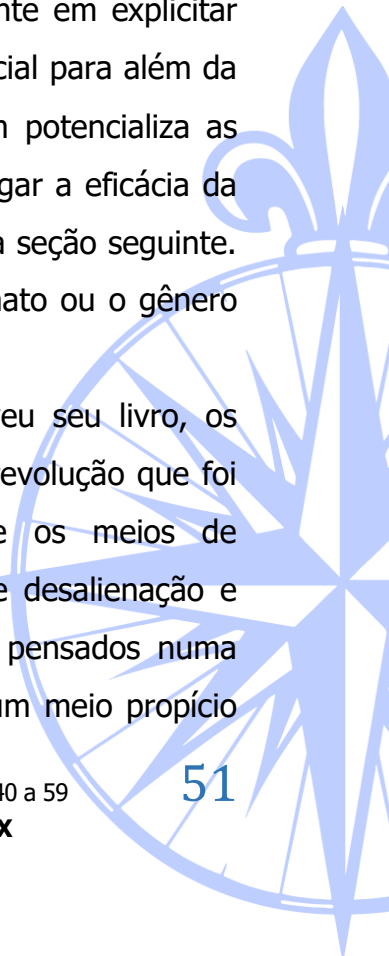 nte em explicitar
cial para além da
potencializa as
gar a eficácia da
a seção seguinte.
nato ou o gênero
eu seu livro, os
revolução que foi
e os meios de
e desalienação e
pensados numa
um meio propício
40 a 59
51
x